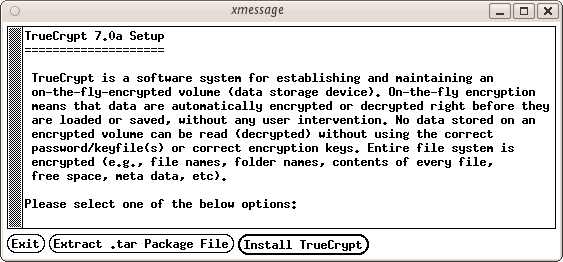 xmessage
TrueCrypt 7.0a Setup
====================
TrueCrypt is a software system for establishing and maintaining an
on-the-fly-encrypted volume (data storage device). On-the-fly encryption
means that data are automatically encrypted or decrypted right before they
are loaded or saved, without any user intervention. No data stored on an
encrypted volume can be read (decrypted) without using the correct
password/keyfile(s) or correct encryption keys. Entire file system is
encrypted (e.g., file names, folder names, contents of every file,
free space, meta data, etc).
Please select one of the below options:
Exit Extract .tar Package File Install TrueCrypt